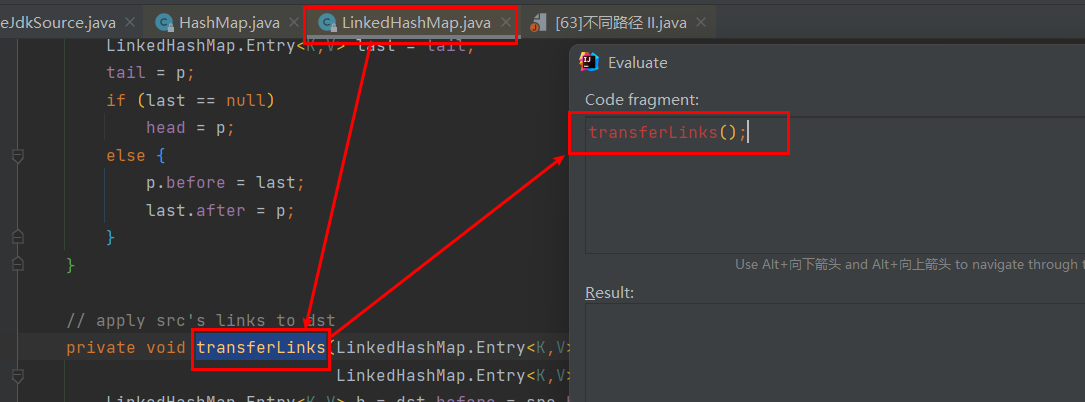 eJdkSource.java × HashMap.java × LinkedHashMap.java × [63]不同路径 II.java ×
LinkedHashMap.Entry<K,V> last = tail;
tail = p;
if (last == null)
head = p;
else {
p.before = last;
last.after = p;
}
}
// apply src's links to dst
private void transferLinks(LinkedHashMap.Entry<K,V>
LinkedHashMap.Entry<K,V>
LinkedHashMap.Entry<K,V> b = dst.before = src.
Evaluate
Code fragment:
transferLinks();
Use Alt+向下箭头 and Alt+向上箭头 to navigate through t
Result: